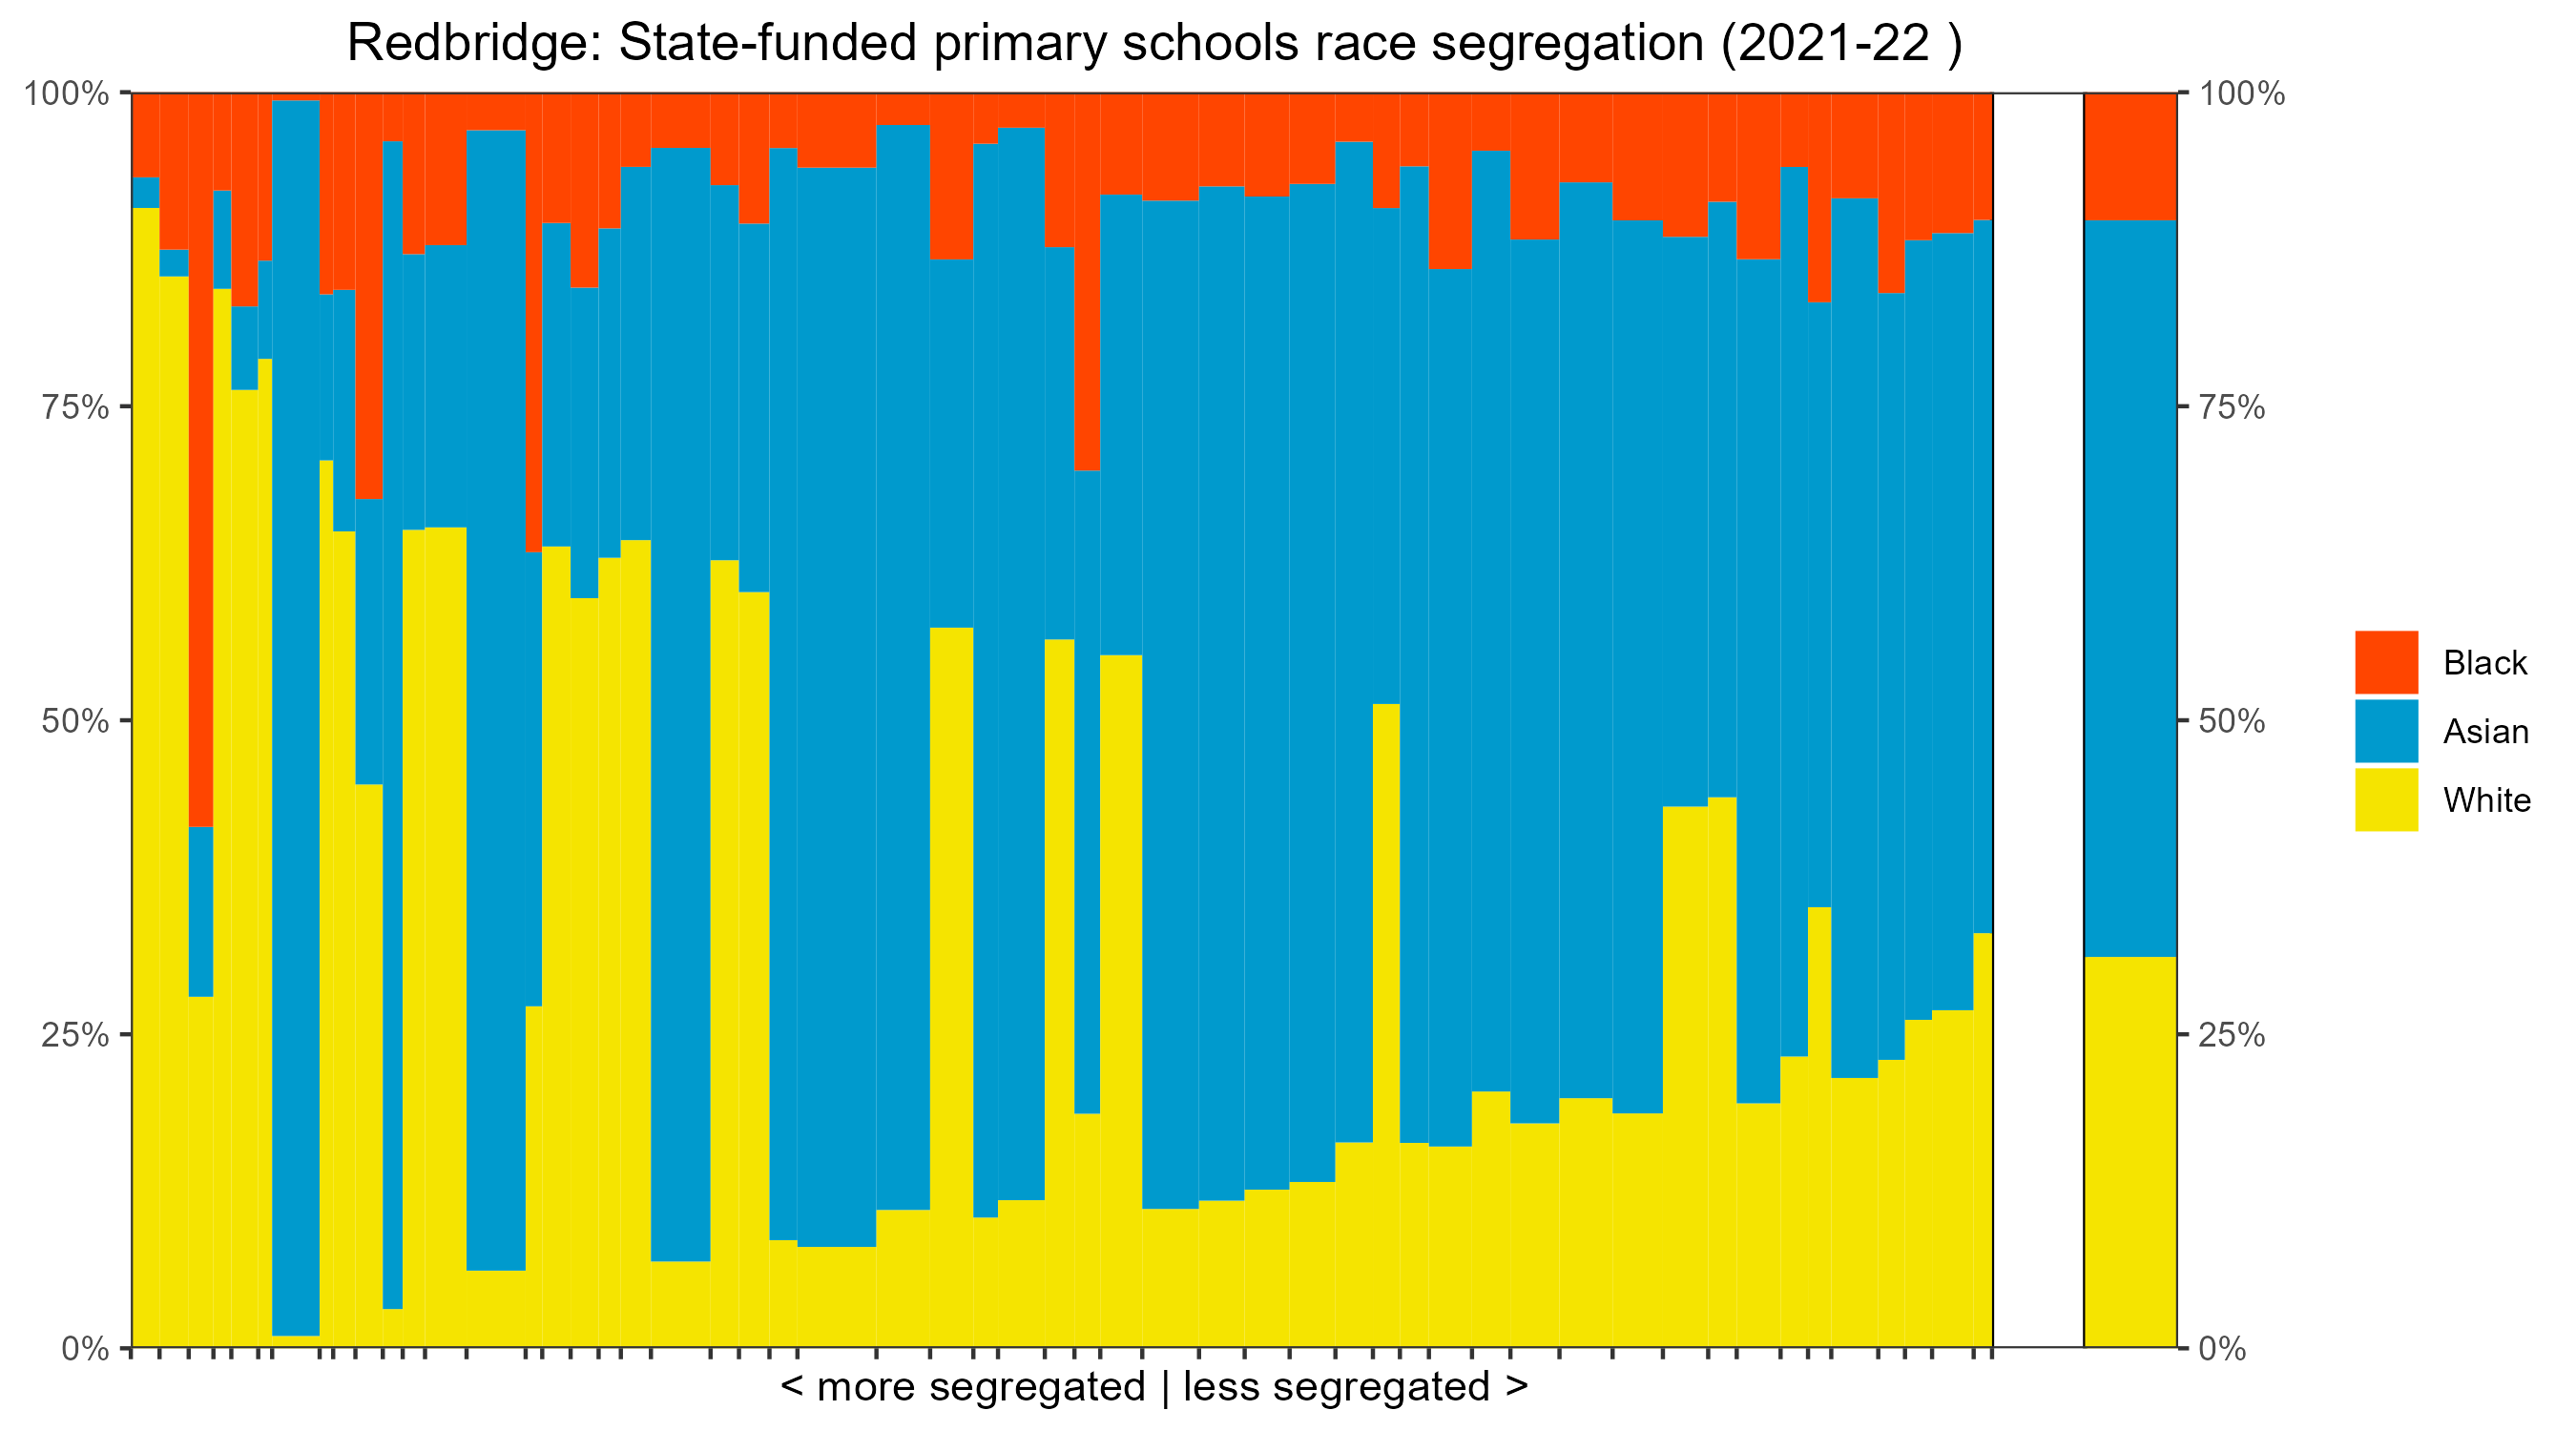 Redbridge: State-funded primary schools race segregation (2021-22 )
100%
75%
50%
25%
0%
100%
75%
50%
25%
0%
Black
Asian
White
< more segregated | less segregated >